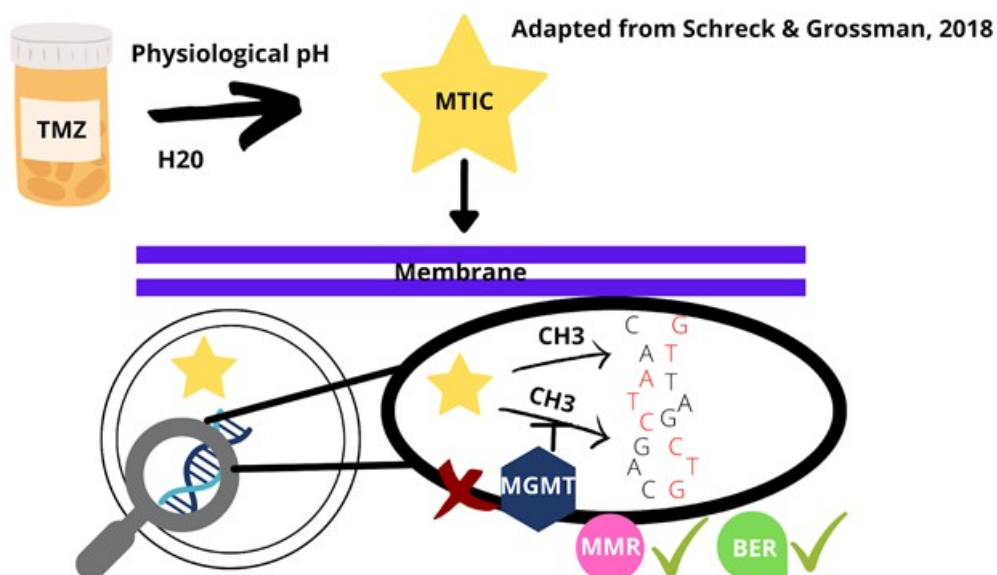 Adapted from Schreck & Grossman, 2018
Physiological pH
TMZ
H20
MTIC
Membrane
CH3
CH3
C G
A T
A T
T A
C G
G C
A T
C G
MGMT
MMR
BER